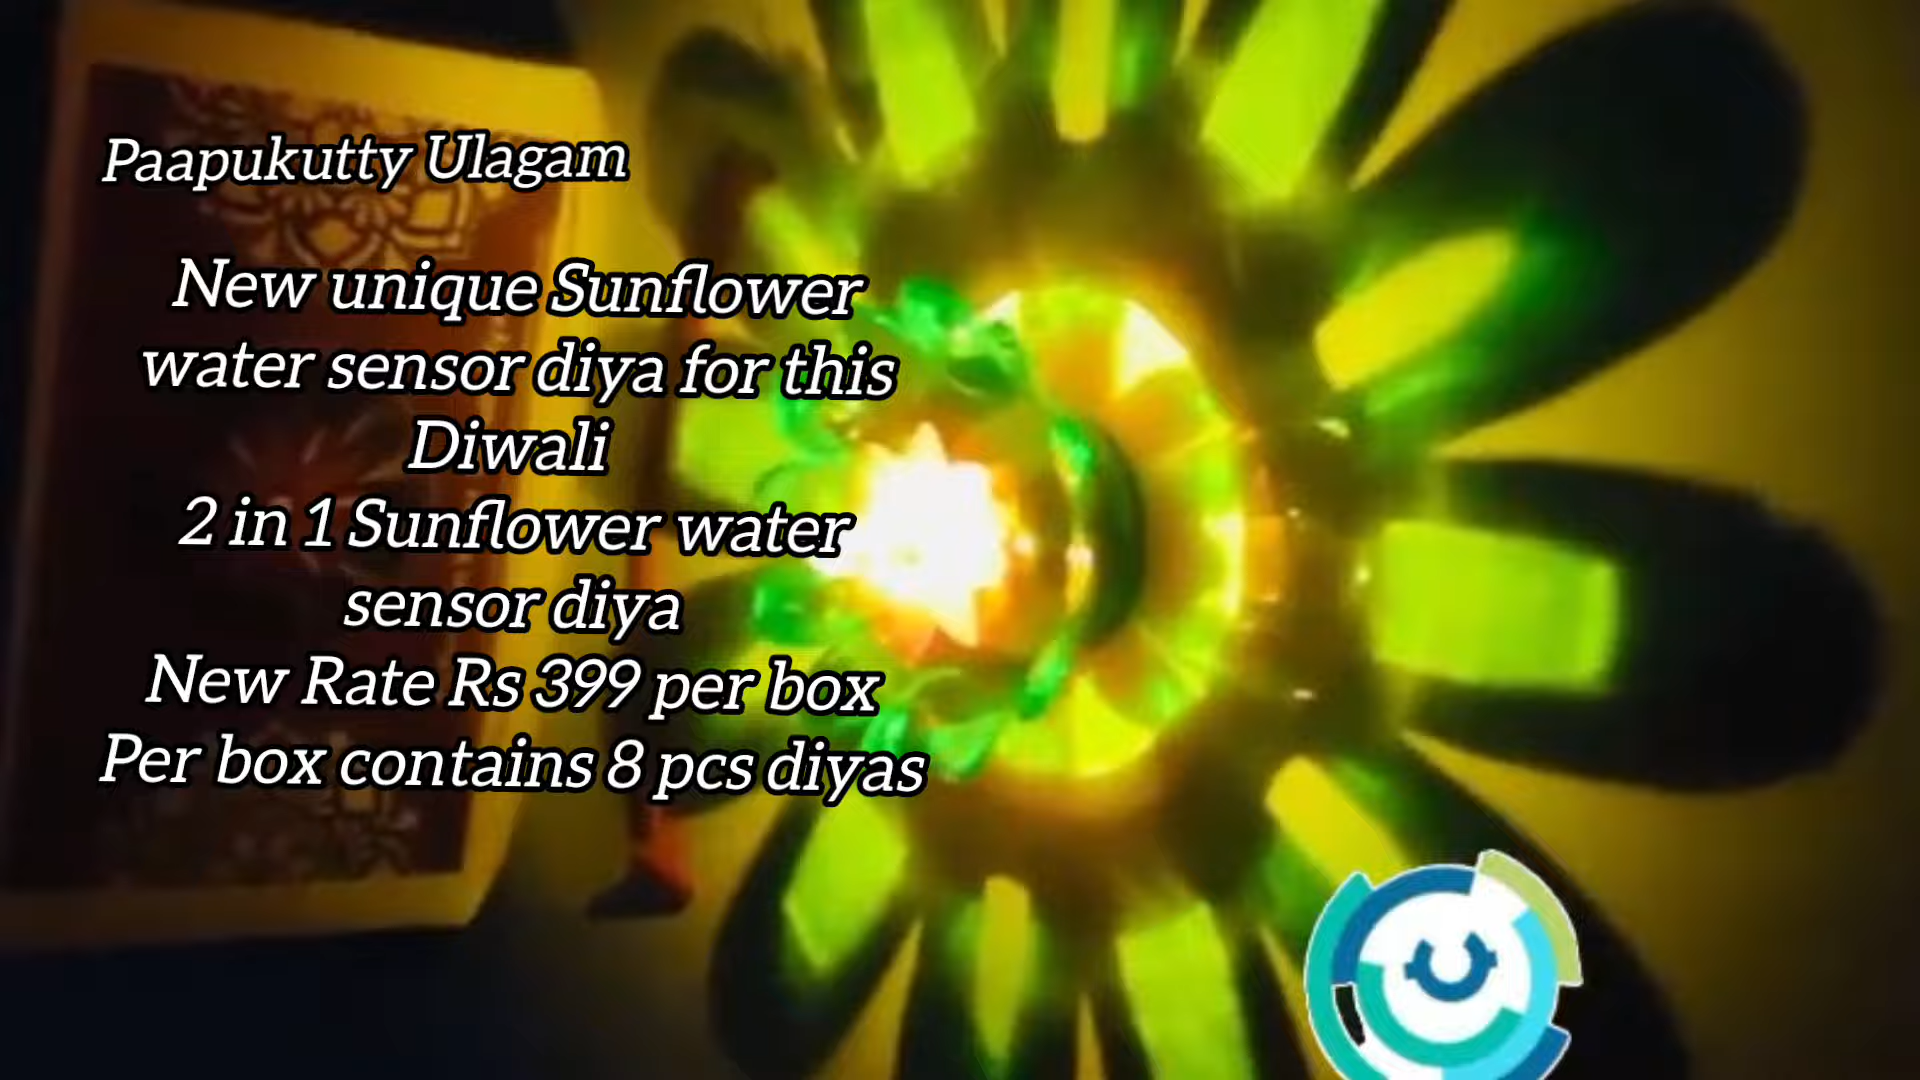 Paapukutty Ulagam
New unique Sunflower
water sensor diya for this
Diwali
2 in 1 Sunflower water
sensor diya
New Rate Rs 399 per box
Per box contains 8 pcs diyas